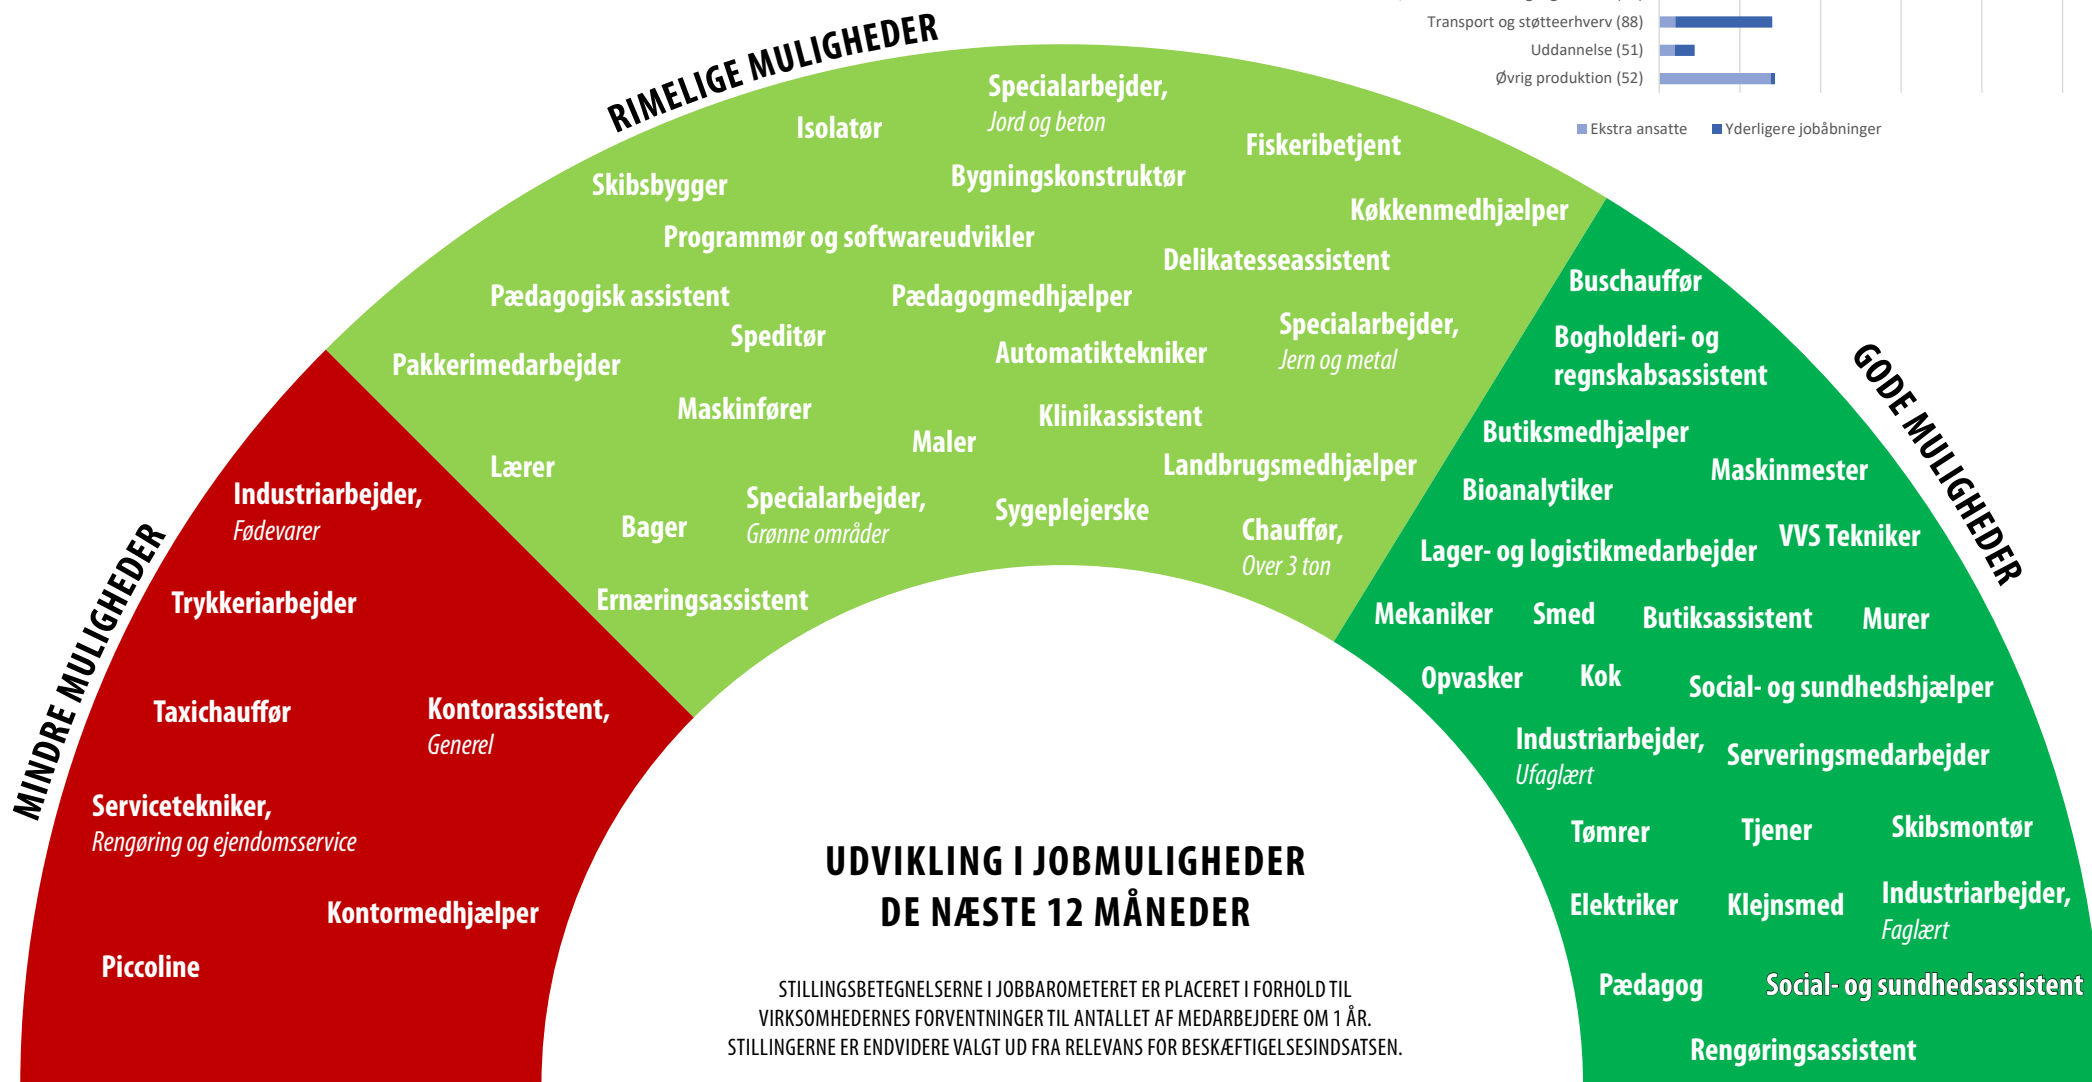 Transport og støtteerhverv (88)
Uddannelse (51)
Øvrig produktion (52)
Ekstra ansatte
Yderligere jobåbninger
MINDRE MULIGHEDER
Industriarbejder,
Fødevarer
Trykkeriarbejder
Taxichauffør
Kontorassistent,
Generel
Servicetekniker,
Rengøring og ejendomsservice
Kontormedhjælper
Piccoline
RIMELIGE MULIGHEDER
Specialarbejder,
Jord og beton
Isolatør
Fiskeribetjent
Skibsbygger
Bygningskonstruktør
Køkkenmedhjælper
Programmør og softwareudvikler
Delikatesseassistent
Pædagogisk assistent
Pædagogmedhjælper
Speditør
Specialarbejder,
Jern og metal
Pakkerimedarbejder
Automatiktekniker
Maskinfører
Klinikassistent
Maler
Lærer
Landbrugsmedhjælper
Specialarbejder,
Grønne områder
Bager
Sygeplejerske
Chauffør,
Over 3 ton
Ernæringsassistent
GODE MULIGHEDER
Buschauffør
Bogholderi- og
regnskabsassistent
Butiksmedhjælper
Maskinmester
Bioanalytiker
VVS Tekniker
Lager- og logistikmedarbejder
Mekaniker
Smed
Butiksassistent
Murer
Opvasker
Kok
Social- og sundhedshjælper
Industriarbejder,
Ufaglært
Serveringsmedarbejder
Tømrer
Tjener
Skibsmontør
Elektriker
Klejnsmed
Industriarbejder,
Faglært
Pædagog
Social- og sundhedsassistent
Rengøringsassistent
UDVIKLING I JOBMULIGHEDER
DE NÆSTE 12 MÅNEDER
STILLINGSBETEGNELSERNE I JOBBAROMETERET ER PLACERET I FORHOLD TIL
VIRKSOMHEDERNES FORVENTNINGER TIL ANTALLET AF MEDARBEJDERE OM 1 ÅR.
STILLINGERNE ER ENDVIDERE VALGT UD FRA RELEVANS FOR BESKÆFTIGELSESINDSATSEN.